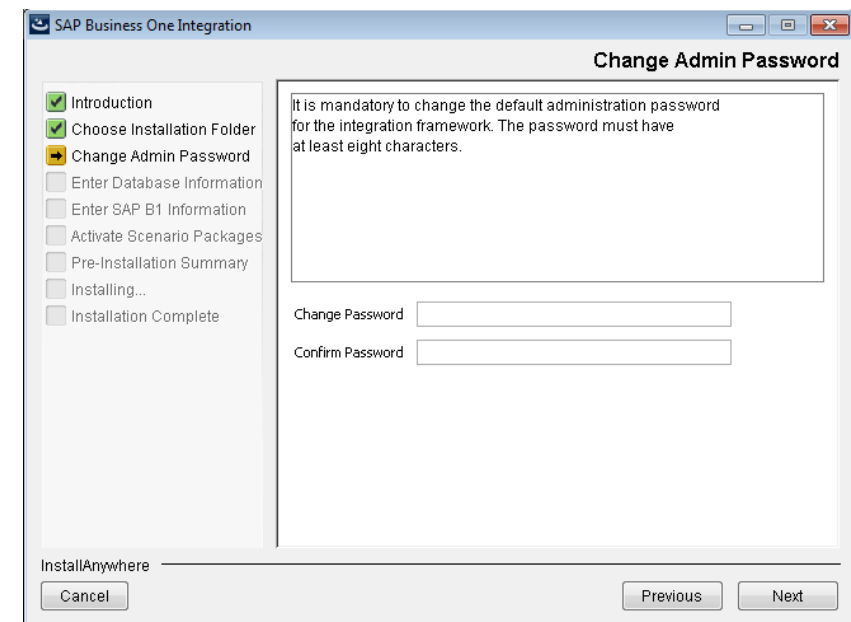 SAP Business One Integration
Change Admin Password
Introduction
Choose Installation Folder
Change Admin Password
Enter Database Information
Enter SAP B1 Information
Activate Scenario Packages
Pre-Installation Summary
Installing...
Installation Complete
It is mandatory to change the default administration password
for the integration framework. The password must have
at least eight characters.
Change Password
Confirm Password
InstallAnywhere
Cancel
Previous
Next